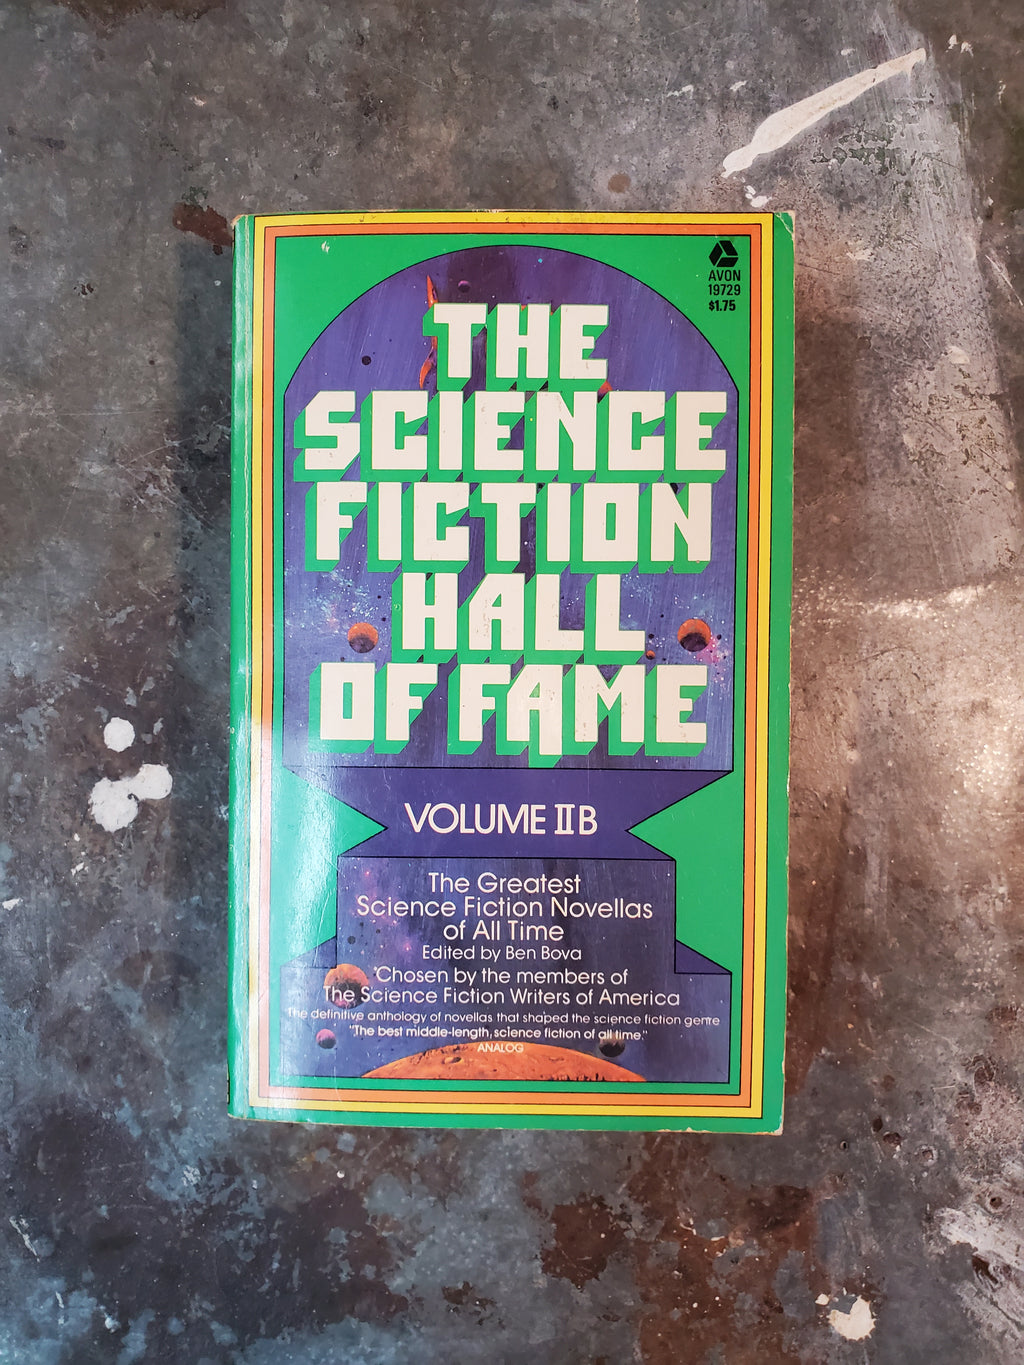 AVON
19729
$1.75
THE
SCIENCE
FICTION
HALL
OF FAME
VOLUME II B
The Greatest
Science Fiction Novellas
of All Time
Edited by Ben Bova
Chosen by the members of
The Science Fiction Writers of America
The definitive anthology of novellas that shaped the science fiction genre
"The best middle-length, science fiction of all time."
ANALOG